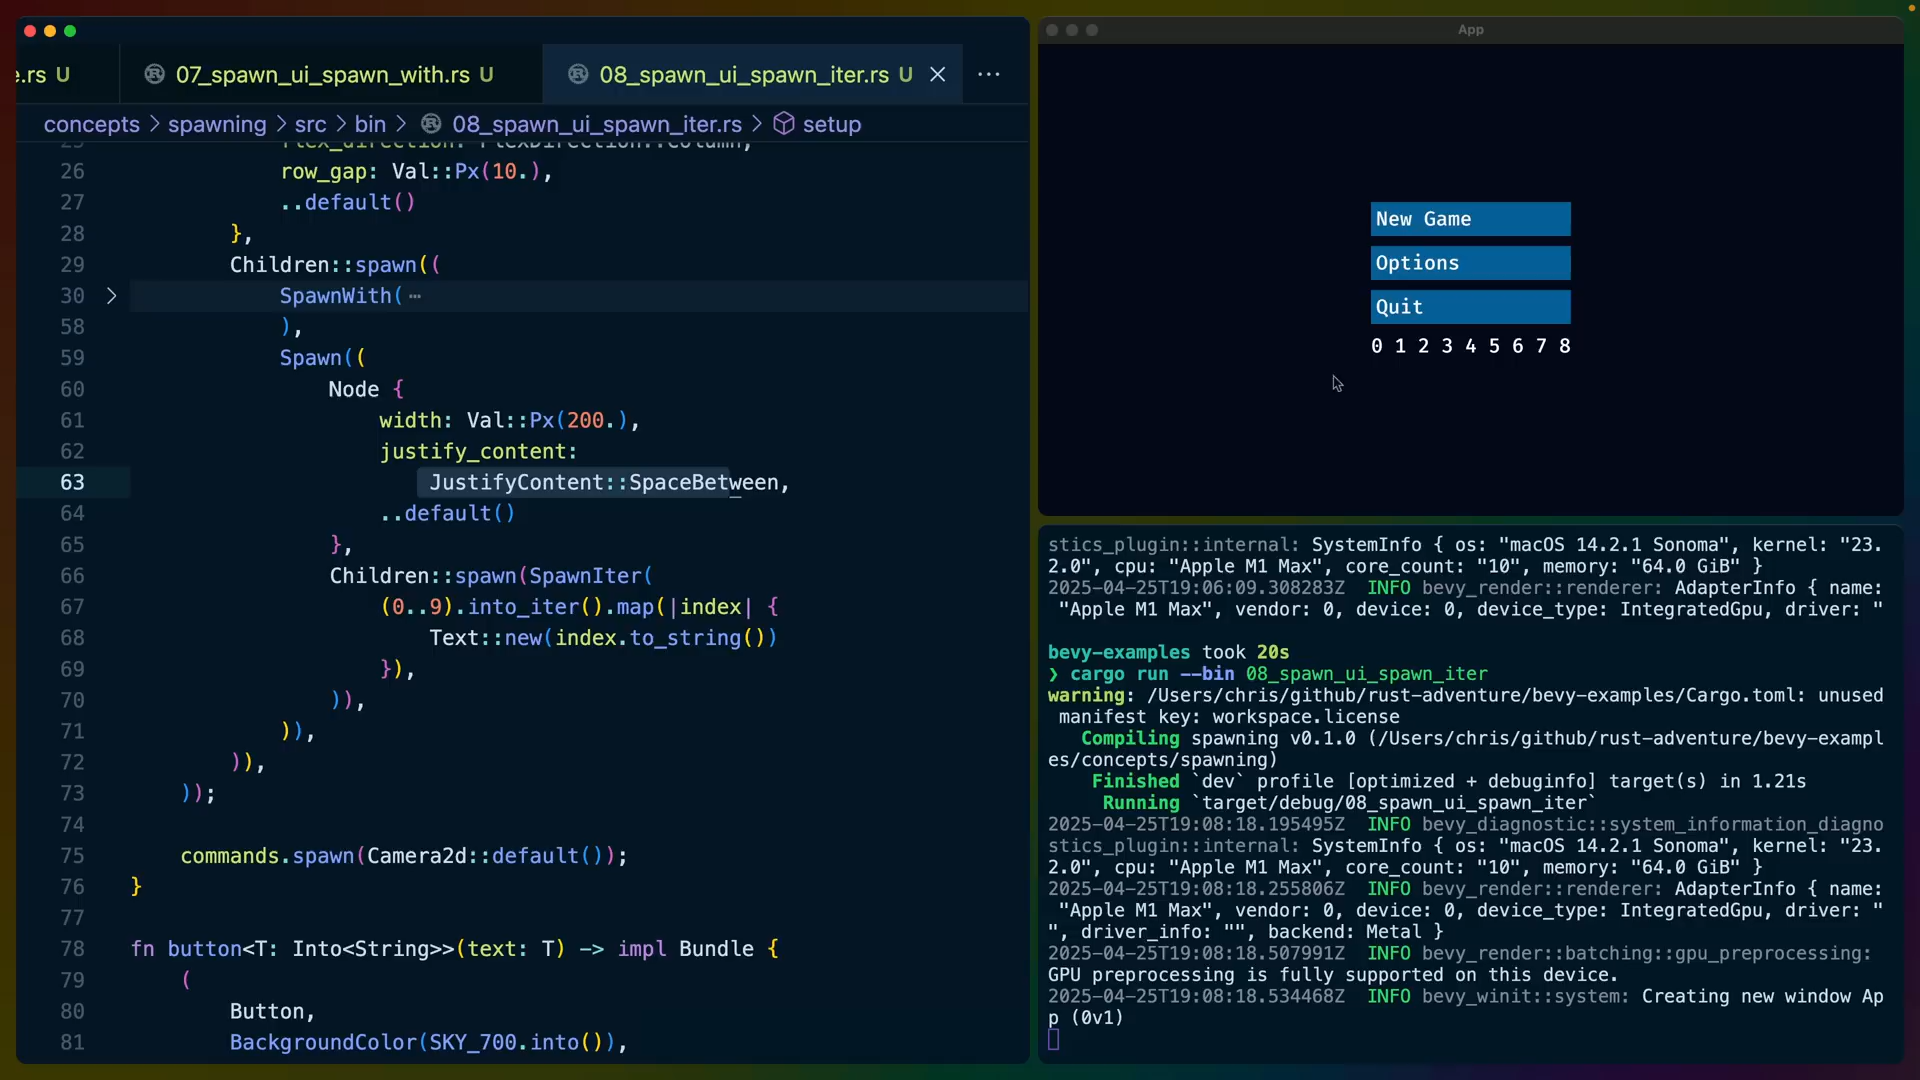 e.rs U
07_spawn_ui_spawn_with.rs U
08_spawn_ui_spawn_iter.rs U
concepts > spawning > src > bin > 08_spawn_ui_spawn_iter.rs > setup
25 flex_direction: FlexDirection::Column,
26 row_gap: Val::Px(10.),
27 ..default()
28 },
29 Children::spawn((
30 SpawnWith( ⋯
58 ),
59 Spawn((
60 Node {
61 width: Val::Px(200.),
62 justify_content:
63 JustifyContent::SpaceBetween,
64 ..default()
65 },
66 Children::spawn(SpawnIter(
67 (0..9).into_iter().map(|index| {
68 Text::new(index.to_string())
69 }),
70 )),
71 )),
72 )),
73 ));
74
75 commands.spawn(Camera2d::default());
76 }
77
78 fn button<T: Into<String>>(text: T) -> impl Bundle {
79 (
80 Button,
81 BackgroundColor(SKY_700.into()),
App
New Game
Options
Quit
0 1 2 3 4 5 6 7 8
stics_plugin::internal: SystemInfo { os: "macOS 14.2.1 Sonoma", kernel: "23.
2.0", cpu: "Apple M1 Max", core_count: "10", memory: "64.0 GiB" }
2025-04-25T19:06:09.308283Z  INFO bevy_render::renderer: AdapterInfo { name:
"Apple M1 Max", vendor: 0, device: 0, device_type: IntegratedGpu, driver: "
bevy-examples took 20s
❯ cargo run --bin 08_spawn_ui_spawn_iter
warning: /Users/chris/github/rust-adventure/bevy-examples/Cargo.toml: unused
manifest key: workspace.license
Compiling spawning v0.1.0 (/Users/chris/github/rust-adventure/bevy-exampl
es/concepts/spawning)
Finished `dev` profile [optimized + debuginfo] target(s) in 1.21s
Running `target/debug/08_spawn_ui_spawn_iter`
2025-04-25T19:08:18.195495Z  INFO bevy_diagnostic::system_information_diagno
stics_plugin::internal: SystemInfo { os: "macOS 14.2.1 Sonoma", kernel: "23.
2.0", cpu: "Apple M1 Max", core_count: "10", memory: "64.0 GiB" }
2025-04-25T19:08:18.255806Z  INFO bevy_render::renderer: AdapterInfo { name:
"Apple M1 Max", vendor: 0, device: 0, device_type: IntegratedGpu, driver: "
", driver_info: "", backend: Metal }
2025-04-25T19:08:18.507991Z  INFO bevy_render::batching::gpu_preprocessing:
GPU preprocessing is fully supported on this device.
2025-04-25T19:08:18.534468Z  INFO bevy_winit::system: Creating new window Ap
p (0v1)